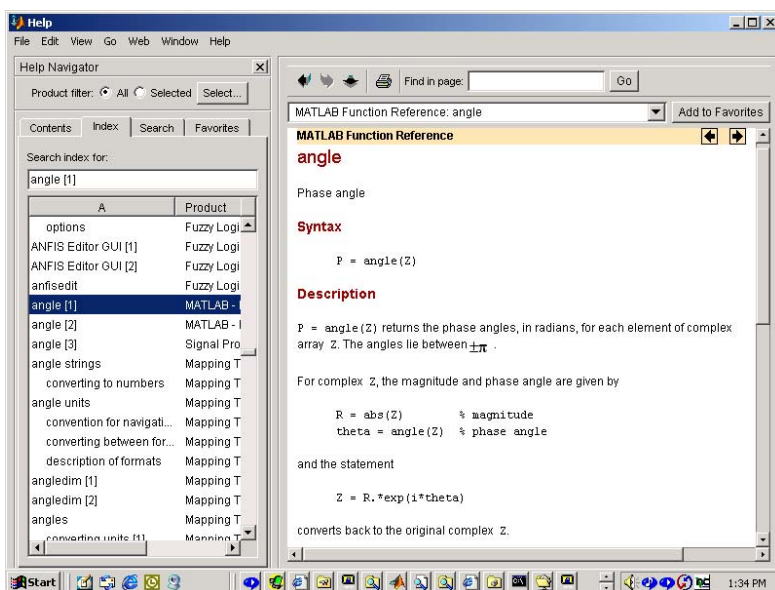 Help
File Edit View Go Web Window Help
Help Navigator
Product filter: All Selected Select...
Contents Index Search Favorites
Search index for:
angle [1]
A Product
options Fuzzy Logi
ANFIS Editor GUI [1] Fuzzy Logi
ANFIS Editor GUI [2] Fuzzy Logi
anfisedit Fuzzy Logi
angle [1] MATLAB -
angle [2] MATLAB -
angle [3] Signal Pro
angle strings Mapping T
converting to numbers Mapping T
angle units Mapping T
convention for navigati... Mapping T
converting between for... Mapping T
description of formats Mapping T
angledim [1] Mapping T
angledim [2] Mapping T
angles Mapping T
converting units [1] Mapping T
Find in page: Go
MATLAB Function Reference: angle Add to Favorites
MATLAB Function Reference
angle
Phase angle
Syntax
P = angle(Z)
Description
P = angle(Z) returns the phase angles, in radians, for each element of complex
array Z. The angles lie between ±π .
For complex Z, the magnitude and phase angle are given by
R = abs(Z) % magnitude
theta = angle(Z) % phase angle
and the statement
Z = R.*exp(i*theta)
converts back to the original complex Z.
Start 1:34 PM